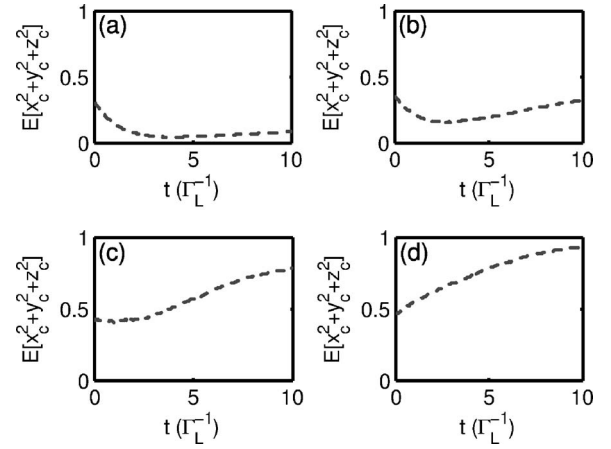 (a)
E[x_c^2+y_c^2+z_c^2]
1
0.5
0
0
5
10
t (Γ_L^{-1})
(b)
E[x_c^2+y_c^2+z_c^2]
1
0.5
0
0
5
10
t (Γ_L^{-1})
(c)
E[x_c^2+y_c^2+z_c^2]
1
0.5
0
0
5
10
t (Γ_L^{-1})
(d)
E[x_c^2+y_c^2+z_c^2]
1
0.5
0
0
5
10
t (Γ_L^{-1})